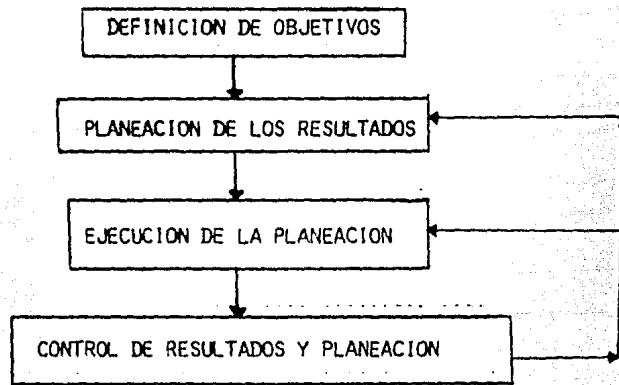 DEFINICION DE OBJETIVOS
PLANEACION DE LOS RESULTADOS
EJECUCION DE LA PLANEACION
CONTROL DE RESULTADOS Y PLANEACION